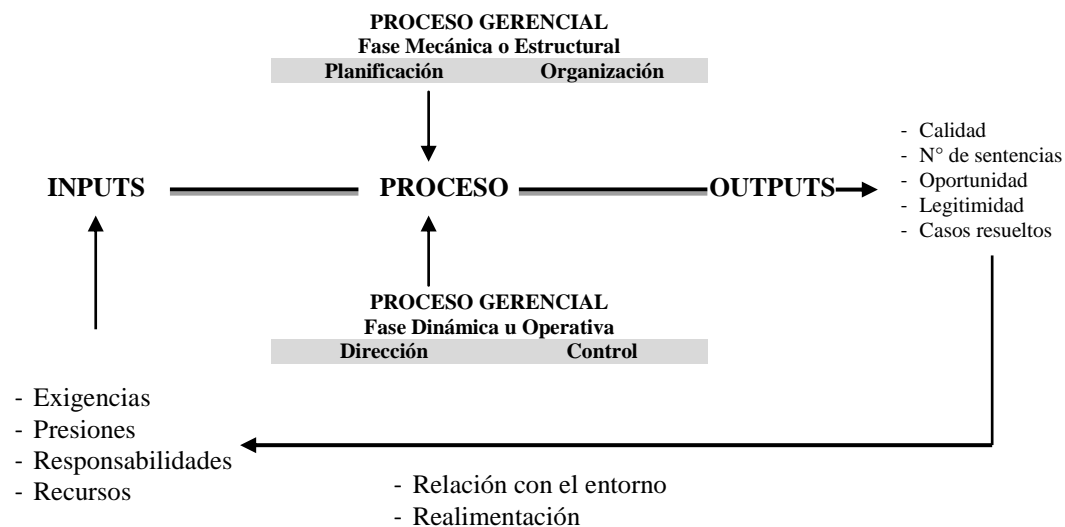 PROCESO GERENCIAL
Fase Mecánica o Estructural
Planificación Organización
- Calidad
- N° de sentencias
- Oportunidad
- Legitimidad
- Casos resueltos
INPUTS PROCESO OUTPUTS
PROCESO GERENCIAL
Fase Dinámica u Operativa
Dirección Control
- Exigencias
- Presiones
- Responsabilidades
- Recursos
- Relación con el entorno
- Realimentación